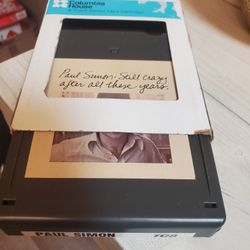 Columbia
House
Paul Simon: Still crazy
after all these years.
PAUL SIMON